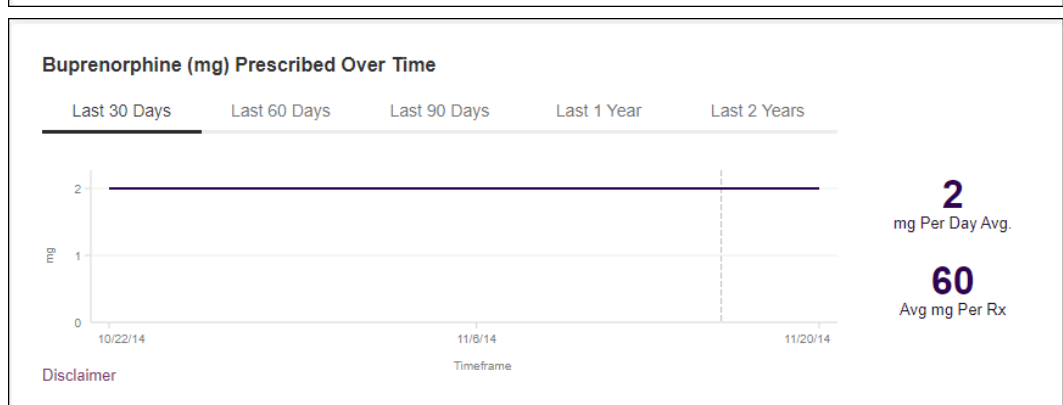 Buprenorphine (mg) Prescribed Over Time
Last 30 Days Last 60 Days Last 90 Days Last 1 Year Last 2 Years
2
mg
1
0
10/22/14 11/6/14 11/20/14
Timeframe
2
mg Per Day Avg.
60
Avg mg Per Rx
Disclaimer